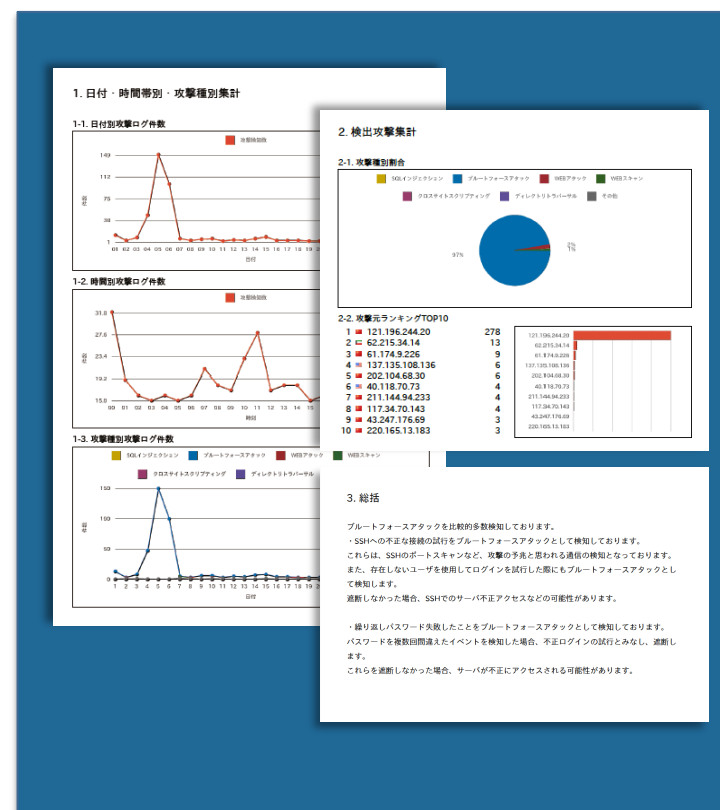 1. 日付・時間帯別・攻撃種別集計
1-1. 日付別攻撃ログ件数
攻撃検知数
149
112
75
38
1
件数
01 02 03 04 05 06 07 08 09 10 11 12 13 14 15 16 17 18 19
日付
1-2. 時間別攻撃ログ件数
攻撃検知数
31.8
27.6
23.4
19.2
15.0
件数
00 01 02 03 04 05 06 07 08 09 10 11 12 13 14 15
時間
1-3. 攻撃種別攻撃ログ件数
SQLインジェクション ブルートフォースアタック WEBアタック WEBスキャン
クロスサイトスクリプティング ディレクトリトラバーサル
150
100
50
0
件数
1 2 3 4 5 6 7 8 9 10 11 12 13 14 15 16 17 18 19
日付
2. 検出攻撃集計
2-1. 攻撃種別割合
SQLインジェクション ブルートフォースアタック WEBアタック WEBスキャン
クロスサイトスクリプティング ディレクトリトラバーサル その他
97%
2%
1%
2-2. 攻撃元ランキングTOP10
1 121.196.244.20 278
2 62.215.34.14 13
3 61.174.9.226 9
4 137.135.108.136 6
5 202.104.68.30 6
6 40.118.70.73 4
7 211.144.94.233 4
8 117.34.70.143 4
9 43.247.176.69 3
10 220.165.13.183 3
121.196.244.20
62.215.34.14
61.174.9.226
137.135.108.136
202.104.68.30
40.118.70.73
211.144.94.233
117.34.70.143
43.247.176.69
220.165.13.183
3. 総括
ブルートフォースアタックを比較的多数検知しております。
・SSHへの不正な接続の試行をブルートフォースアタックとして検知しております。
これらは、SSHのポートスキャンなど、攻撃の予兆と思われる通信の検知となっております。
また、存在しないユーザを使用してログインを試行した際にもブルートフォースアタックとし
て検知します。
遮断しなかった場合、SSHでのサーバ不正アクセスなどの可能性があります。
・繰り返しパスワード失敗したことをブルートフォースアタックとして検知しております。
パスワードを複数回間違えたイベントを検知した場合、不正ログインの試行とみなし、遮断し
ます。
これらを遮断しなかった場合、サーバが不正にアクセスされる可能性があります。